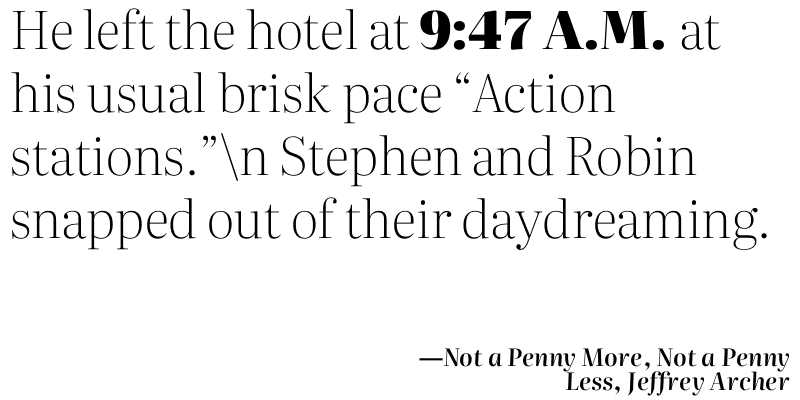 He left the hotel at 9:47 A.M. at
his usual brisk pace “Action
stations.”\n Stephen and Robin
snapped out of their daydreaming.
—Not a Penny More, Not a Penny
Less, Jeffrey Archer